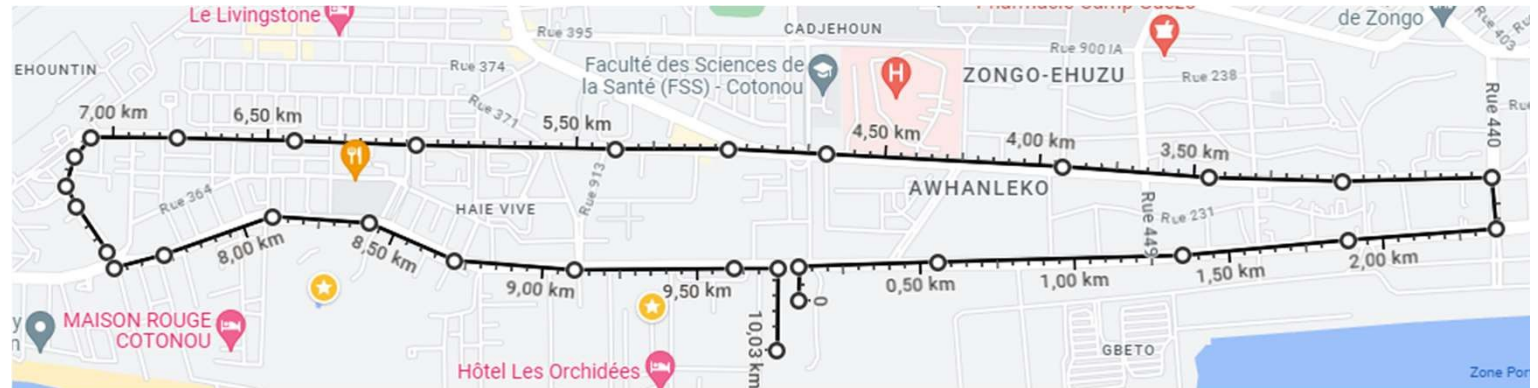 Le Livingstone
Rue 395
CADJEHOUN
Pharmacie Camp Guézo
de Zongo
Rue 403
EHOUNTIN
Rue 374
Faculté des Sciences de
la Santé (FSS) - Cotonou
H
Rue 900 IA
ZONGO-EHUZU
Rue 238
Rue 440
7,00 km
6,50 km
Rue 371
5,50 km
4,50 km
4,00 km
3,50 km
Rue 364
Rue 913
HAIE VIVE
AWHANLEKO
Rue 449
Rue 231
8,00 km
8,50 km
9,00 km
9,50 km
0
0,50 km
1,00 km
1,50 km
2,00 km
10,03 km
MAISON ROUGE
COTONOU
Hôtel Les Orchidées
GBETO
Zone Por